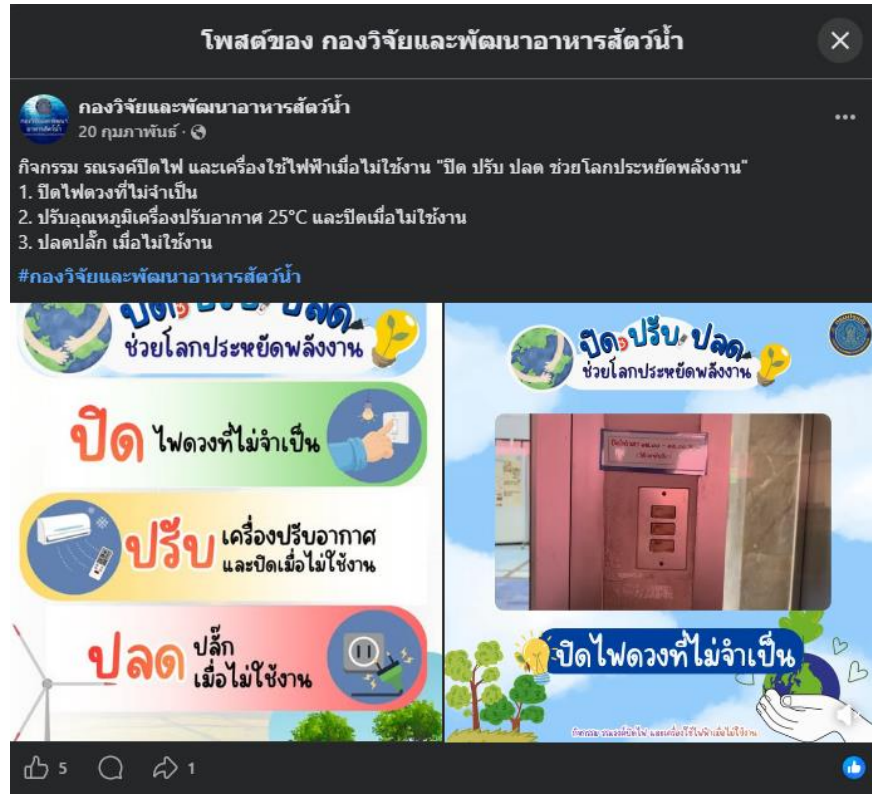 โพสต์ของ กองวิจัยและพัฒนาอาหารสัตว์น้ำ
กองวิจัยและพัฒนาอาหารสัตว์น้ำ
20 กุมภาพันธ์ ·
กิจกรรม รณรงค์ปิดไฟ และเครื่องใช้ไฟฟ้าเมื่อไม่ใช้งาน "ปิด ปรับ ปลด ช่วยโลกประหยัดพลังงาน"
1. ปิดไฟดวงที่ไม่จำเป็น
2. ปรับอุณหภูมิเครื่องปรับอากาศ 25°C และปิดเมื่อไม่ใช้งาน
3. ปลดปลั๊ก เมื่อไม่ใช้งาน
#กองวิจัยและพัฒนาอาหารสัตว์น้ำ
ปิด ปรับ ปลด
ช่วยโลกประหยัดพลังงาน
ปิด ไฟดวงที่ไม่จำเป็น
ปรับ เครื่องปรับอากาศ
และปิดเมื่อไม่ใช้งาน
ปลด ปลั๊ก
เมื่อไม่ใช้งาน
ปิด ปรับ ปลด
ช่วยโลกประหยัดพลังงาน
ปิดไฟดวงที่ไม่จำเป็น
กิจกรรม รณรงค์ปิดไฟ และเครื่องใช้ไฟฟ้าเมื่อไม่ใช้งาน
5
1